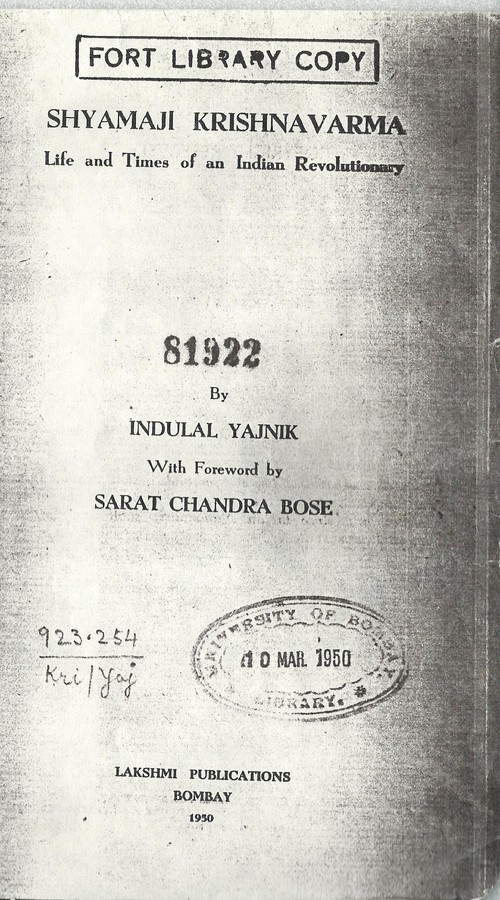 FORT LIBRARY COPY
SHYAMAJI KRISHNAVARMA
Life and Times of an Indian Revolutionary
81922
By
INDULAL YAJNIK
With Foreword by
SARAT CHANDRA BOSE
923.254
Kri/Yaj
UNIVERSITY OF BOMBAY
10 MAR. 1950
LIBRARY.
LAKSHMI PUBLICATIONS
BOMBAY
1950